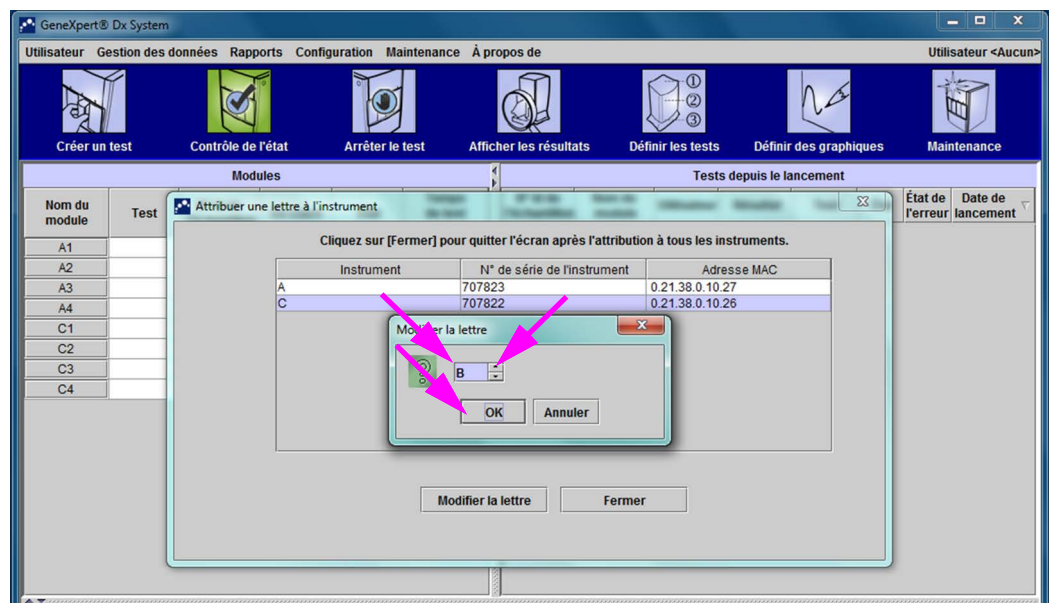 GeneXpert® Dx System
Utilisateur Gestion des données Rapports Configuration Maintenance À propos de Utilisateur <Aucun>
Créer un test Contrôle de l'état Arrêter le test Afficher les résultats Définir les tests Définir des graphiques Maintenance
Modules Tests depuis le lancement
Nom du module Test État de l'erreur Date de lancement
Attribuer une lettre à l'instrument
Cliquez sur [Fermer] pour quitter l'écran après l'attribution à tous les instruments.
Instrument N° de série de l'instrument Adresse MAC
A 707823 0.21.38.0.10.27
C 707822 0.21.38.0.10.26
A1
A2
A3
A4
C1
C2
C3
C4
Modifier la lettre
B
OK Annuler
Modifier la lettre Fermer